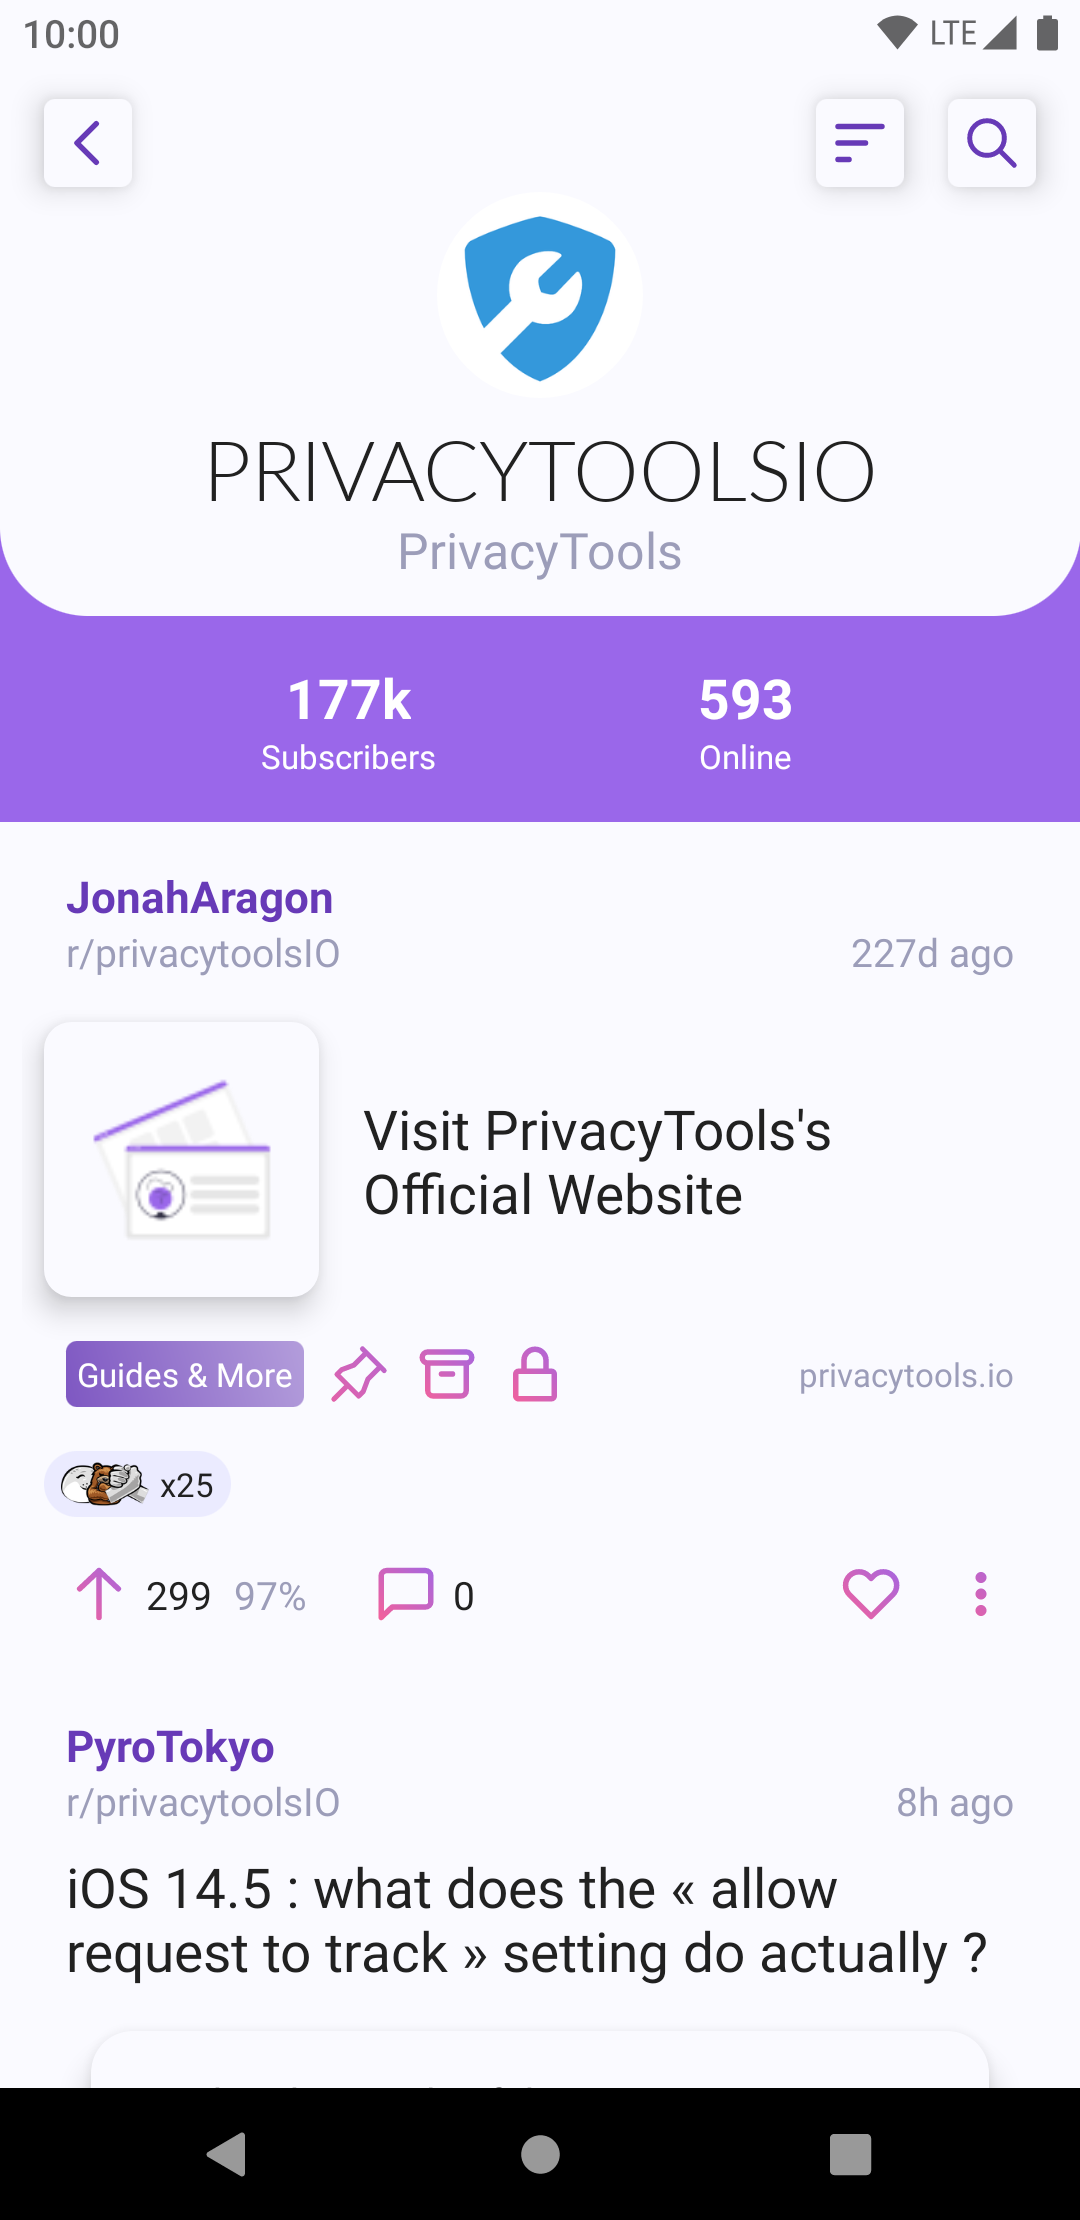 10:00
LTE
PRIVACYTOOLSIO
PrivacyTools
177k
593
Subscribers
Online
JonahAragon
r/privacytoolsIO
227d ago
Visit PrivacyTools's
Official Website
Guides & More
privacytools.io
x25
299 97%
0
PyroTokyo
r/privacytoolsIO
8h ago
iOS 14.5 : what does the « allow
request to track » setting do actually ?